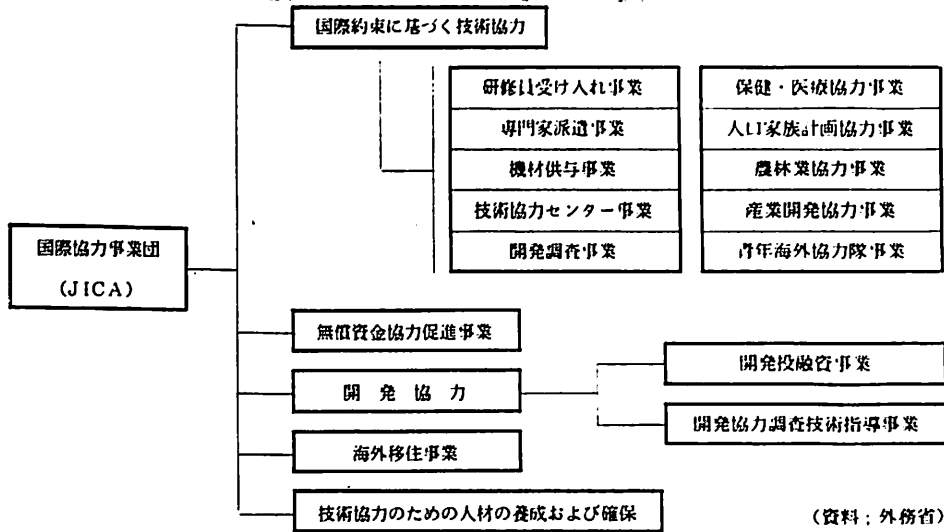 国際約束に基づく技術協力
研修員受け入れ事業
専門家派遣事業
機材供与事業
技術協力センター事業
開発調査事業
保健・医療協力事業
人口家族計画協力事業
農林業協力事業
産業開発協力事業
青年海外協力隊事業
国際協力事業団
(JICA)
無償資金協力促進事業
開発協力
開発投融資事業
開発協力調査技術指導事業
海外移住事業
技術協力のための人材の養成および確保
(資料:外務省)